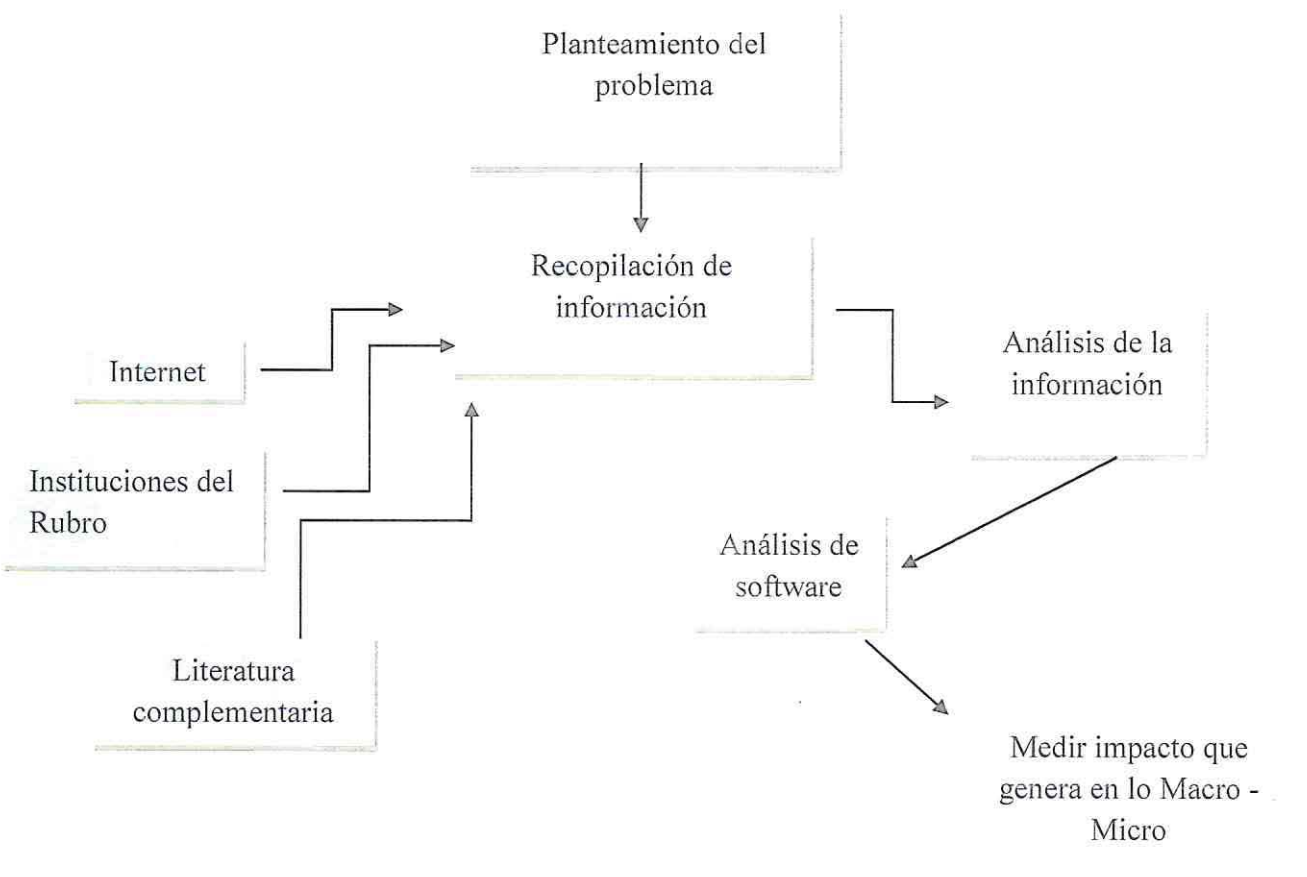 Planteamiento del
problema
Recopilación de
información
Internet
Análisis de la
información
Instituciones del
Rubro
Análisis de
software
Literatura
complementaria
Medir impacto que
genera en lo Macro -
Micro